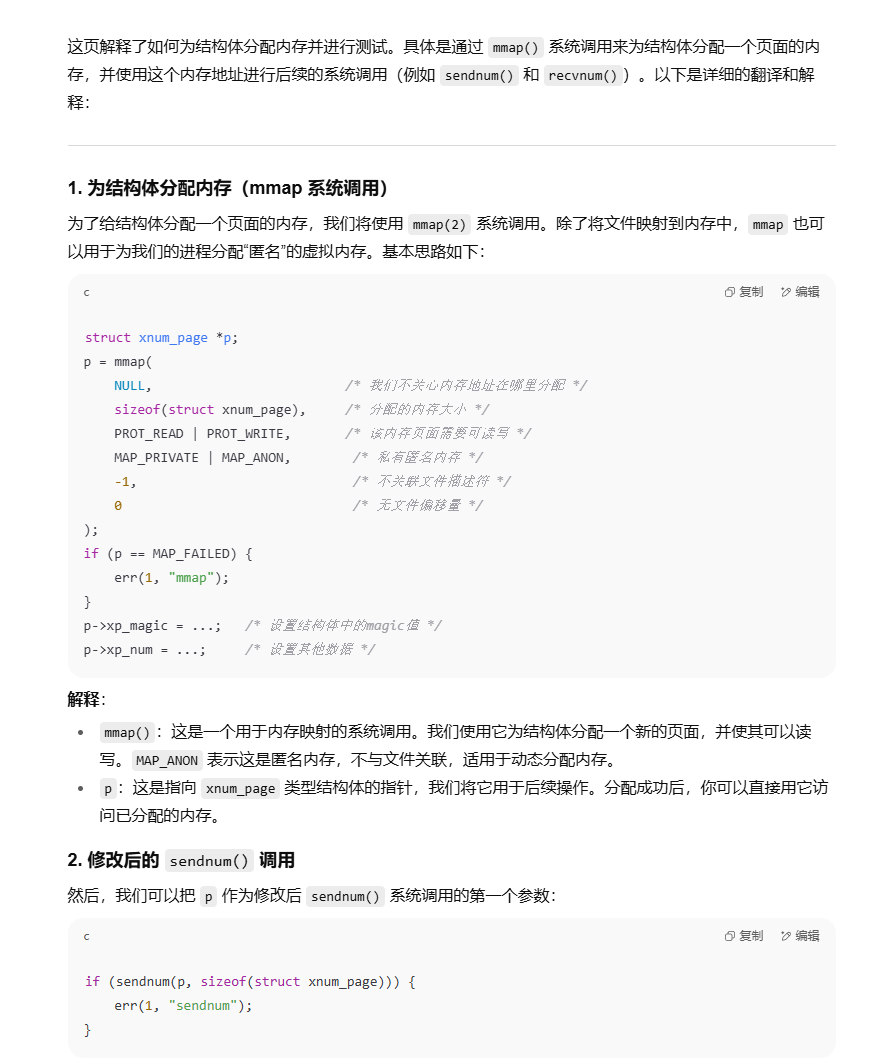 这页解释了如何为结构体分配内存并进行测试。具体是通过 mmap() 系统调用来为结构体分配一个页面的内
存，并使用这个内存地址进行后续的系统调用（例如 sendnum() 和 recvnum()）。以下是详细的翻译和解
释：
1. 为结构体分配内存（mmap 系统调用）
为了给结构体分配一个页面的内存，我们将使用 mmap(2) 系统调用。除了将文件映射到内存中，mmap 也可
以用于为我们的进程分配“匿名”的虚拟内存。基本思路如下：
c 复制 编辑
struct xnum_page *p;
p = mmap(
    NULL,                         /* 我们不关心内存地址在哪里分配 */
    sizeof(struct xnum_page),     /* 分配的内存大小 */
    PROT_READ | PROT_WRITE,       /* 该内存页面需要可读写 */
    MAP_PRIVATE | MAP_ANON,        /* 私有匿名内存 */
    -1,                            /* 不关联文件描述符 */
    0                              /* 无文件偏移量 */
);
if (p == MAP_FAILED) {
    err(1, "mmap");
}
p->xp_magic = ...;   /* 设置结构体中的magic值 */
p->xp_num = ...;     /* 设置其他数据 */
解释：
• mmap()：这是一个用于内存映射的系统调用。我们使用它为结构体分配一个新的页面，并使其可以读
写。MAP_ANON 表示这是匿名内存，不与文件关联，适用于动态分配内存。
• p：这是指向 xnum_page 类型结构体的指针，我们将它用于后续操作。分配成功后，你可以直接用它访
问已分配的内存。
2. 修改后的 sendnum() 调用
然后，我们可以把 p 作为修改后 sendnum() 系统调用的第一个参数：
c 复制 编辑
if (sendnum(p, sizeof(struct xnum_page))) {
    err(1, "sendnum");
}